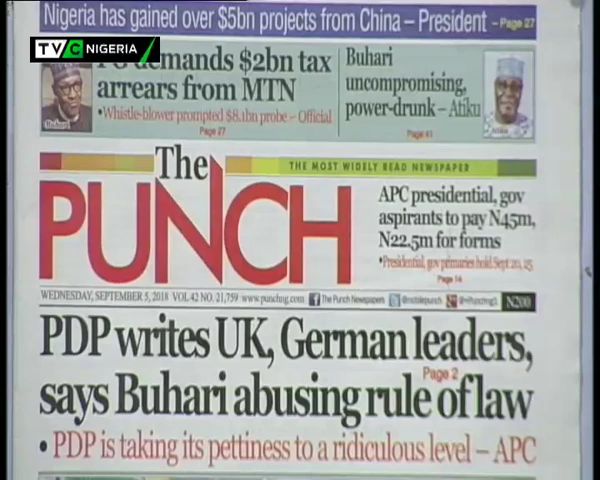 Nigeria has gained over $5bn projects from China – President – Page 27
TVC NIGERIA
demands $2bn tax
arrears from MTN
• Whistle-blower prompted $8.1bn probe – Official
Page 27
Buhari
Buhari
uncompromising,
power-drunk – Atiku
Page 41
Atiku
The
PUNCH
THE MOST WIDELY READ NEWSPAPER
APC presidential, gov
aspirants to pay N45m,
N22.5m for forms
• Presidential, gov primaries hold Sept 20, 25
Page 14
WEDNESDAY, SEPTEMBER 5, 2018 VOL 42 NO. 21,759 www.punchng.com The Punch Newspapers @mobilepunch N200
PDP writes UK, German leaders,
Page 2
says Buhari abusing rule of law
• PDP is taking its pettiness to a ridiculous level – APC